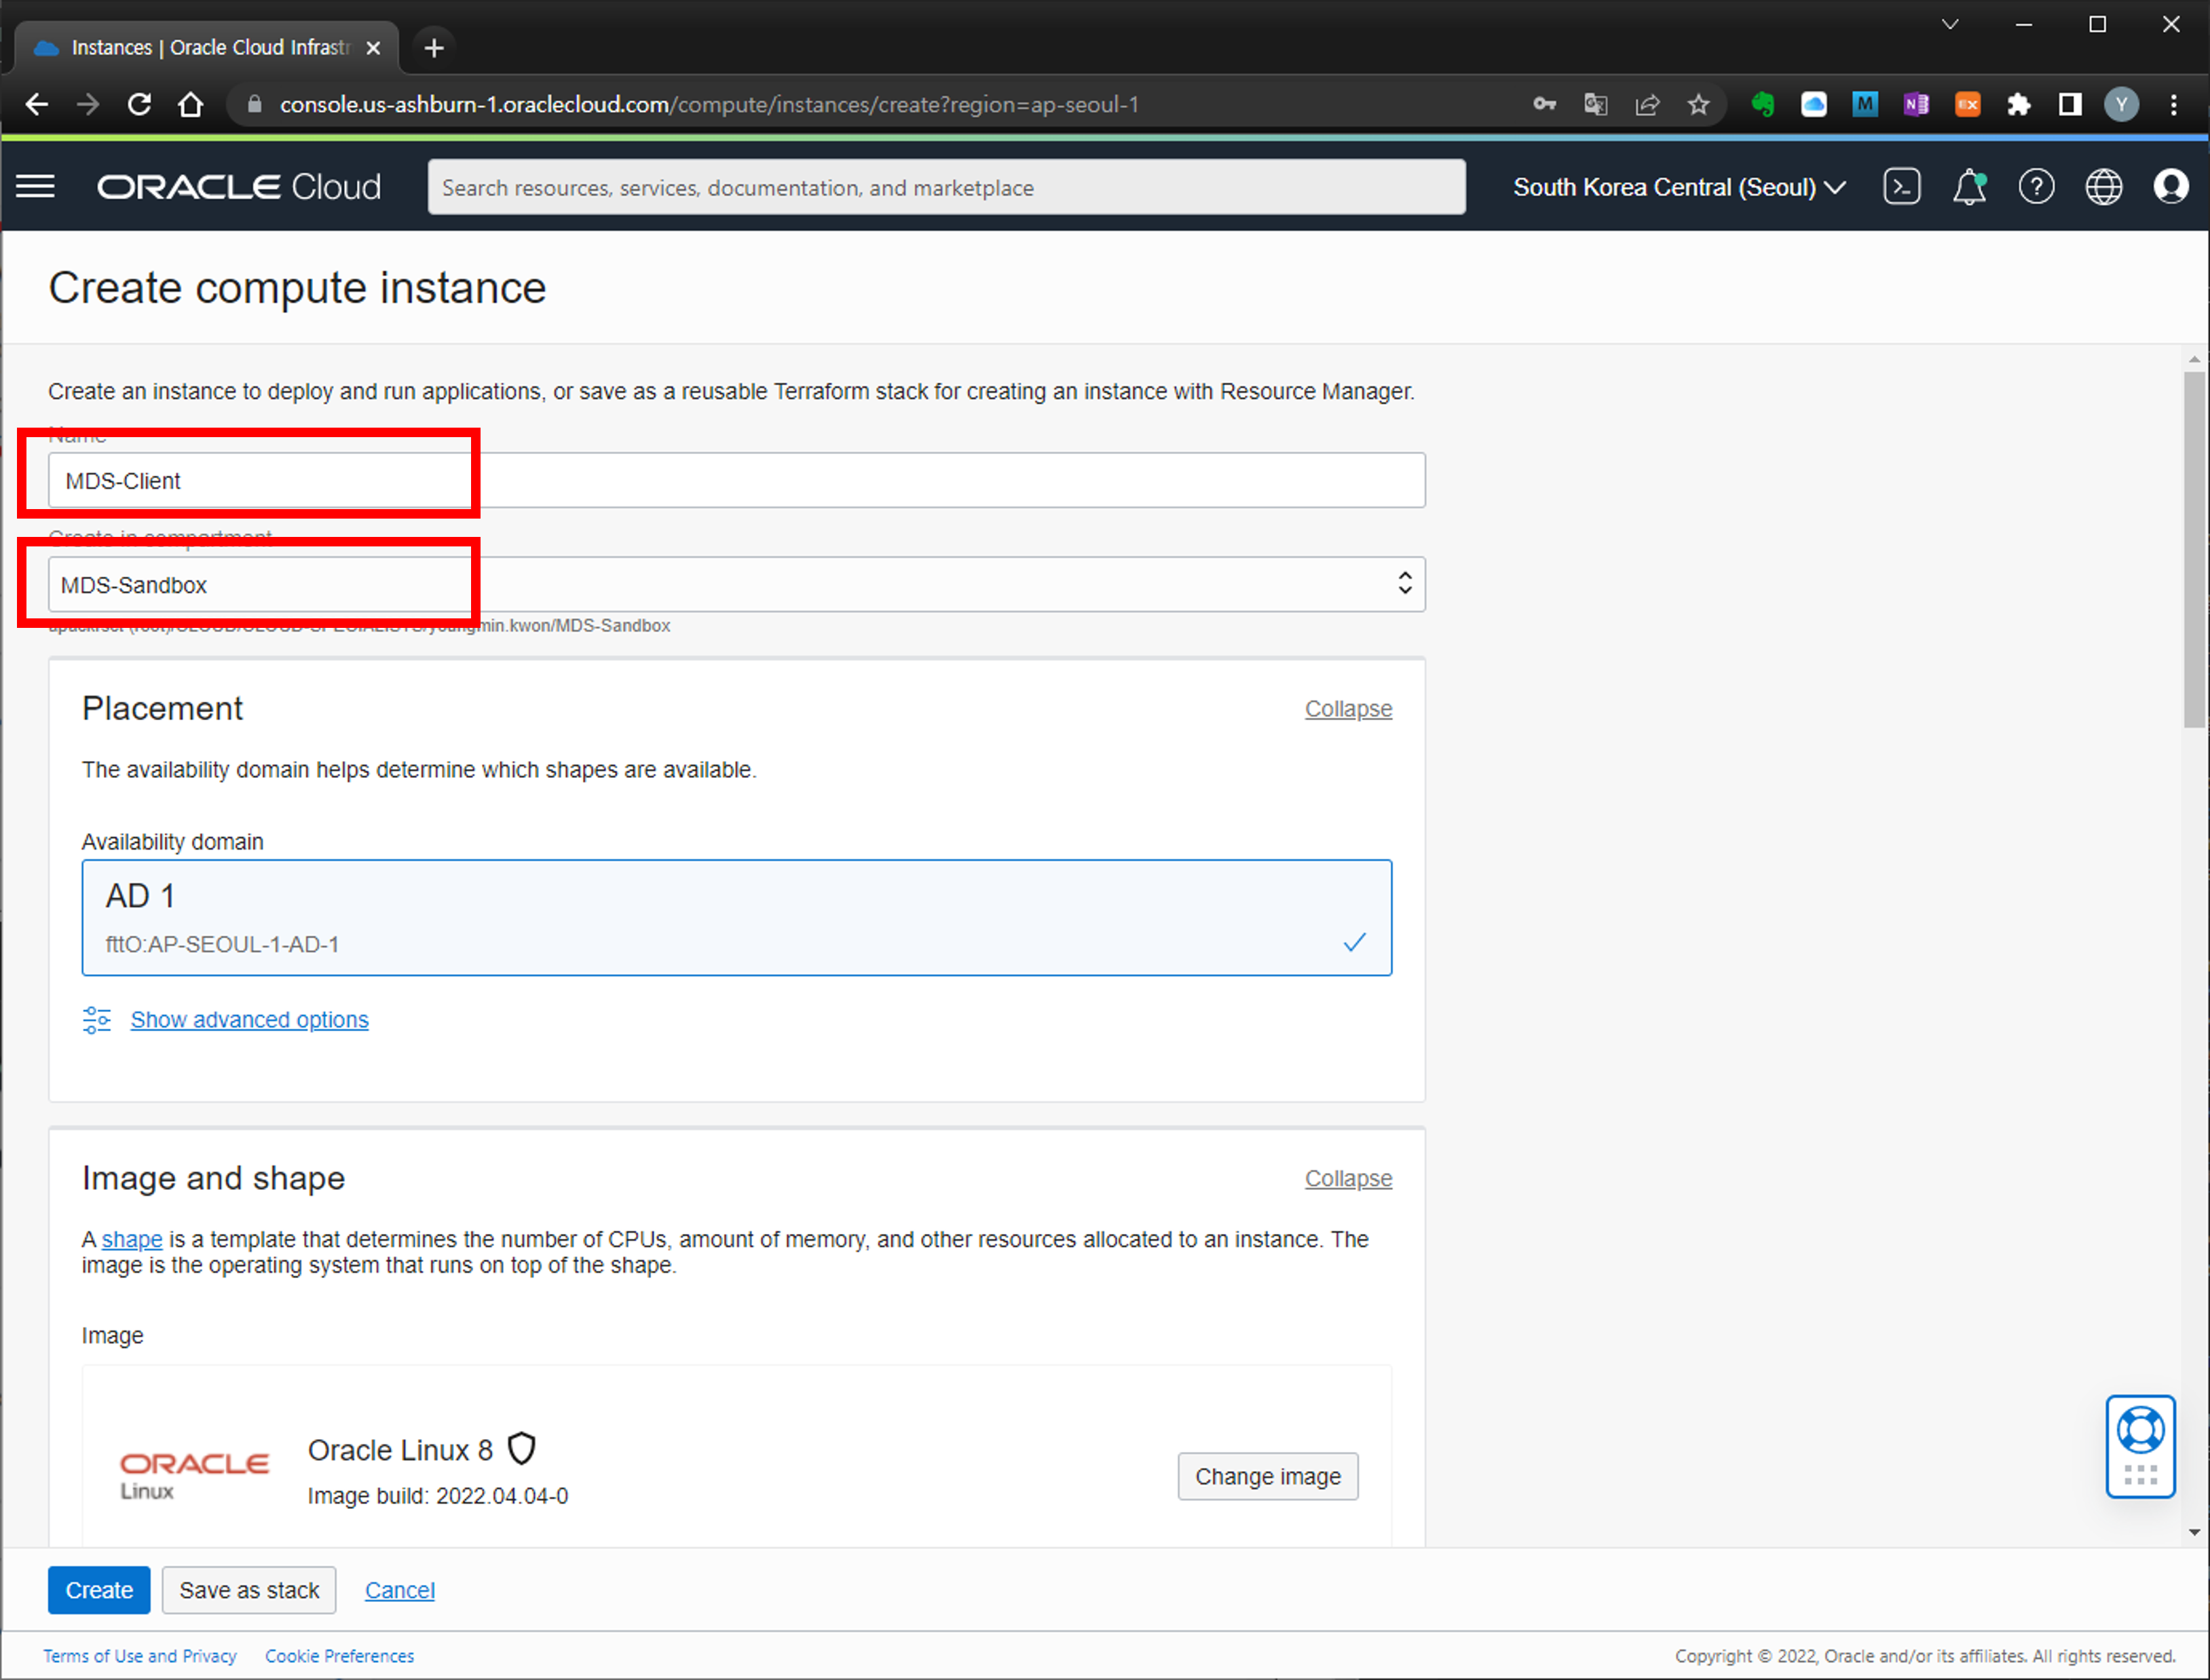 Instances | Oracle Cloud Infrastr
console.us-ashburn-1.oraclecloud.com/compute/instances/create?region=ap-seoul-1
M
N
EX
Y
ORACLE Cloud
Search resources, services, documentation, and marketplace
South Korea Central (Seoul)
Create compute instance
Create an instance to deploy and run applications, or save as a reusable Terraform stack for creating an instance with Resource Manager.
Name
MDS-Client
Create in compartment
MDS-Sandbox
youngmin.kwon/MDS-Sandbox
Placement
Collapse
The availability domain helps determine which shapes are available.
Availability domain
AD 1
fttO:AP-SEOUL-1-AD-1
Show advanced options
Image and shape
Collapse
A shape is a template that determines the number of CPUs, amount of memory, and other resources allocated to an instance. The
image is the operating system that runs on top of the shape.
Image
ORACLE
Linux
Oracle Linux 8
Image build: 2022.04.04-0
Change image
Create
Save as stack
Cancel
Terms of Use and Privacy
Cookie Preferences
Copyright © 2022, Oracle and/or its affiliates. All rights reserved.